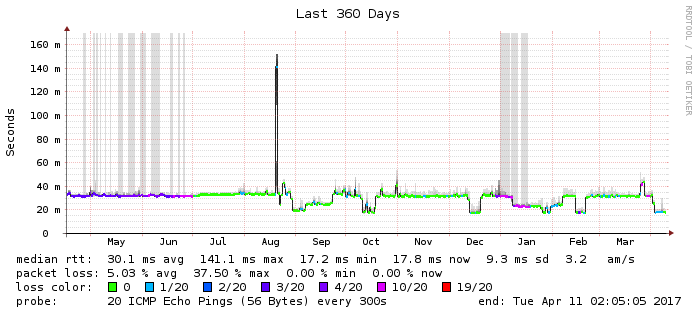 Last 360 Days
RRDTOOL / TOBI OETIKER
Seconds
160 m
140 m
120 m
100 m
80 m
60 m
40 m
20 m
0
May Jun Jul Aug Sep Oct Nov Dec Jan Feb Mar
median rtt: 30.1 ms avg 141.1 ms max 17.2 ms min 17.8 ms now 9.3 ms sd 3.2 am/s
packet loss: 5.03 % avg 37.50 % max 0.00 % min 0.00 % now
loss color: 0 1/20 2/20 3/20 4/20 10/20 19/20
probe: 20 ICMP Echo Pings (56 Bytes) every 300s end: Tue Apr 11 02:05:05 2017